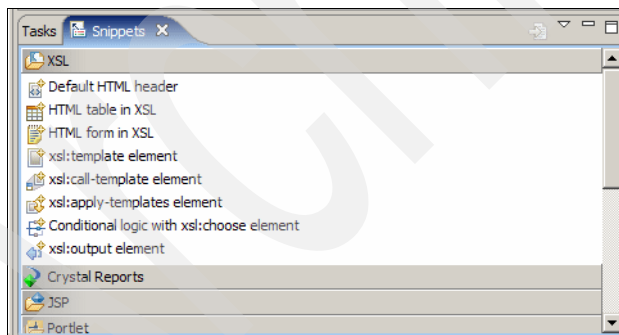 Tasks Snippets
XSL
Default HTML header
HTML table in XSL
HTML form in XSL
xsl:template element
xsl:call-template element
xsl:apply-templates element
Conditional logic with xsl:choose element
xsl:output element
Crystal Reports
JSP
Portlet